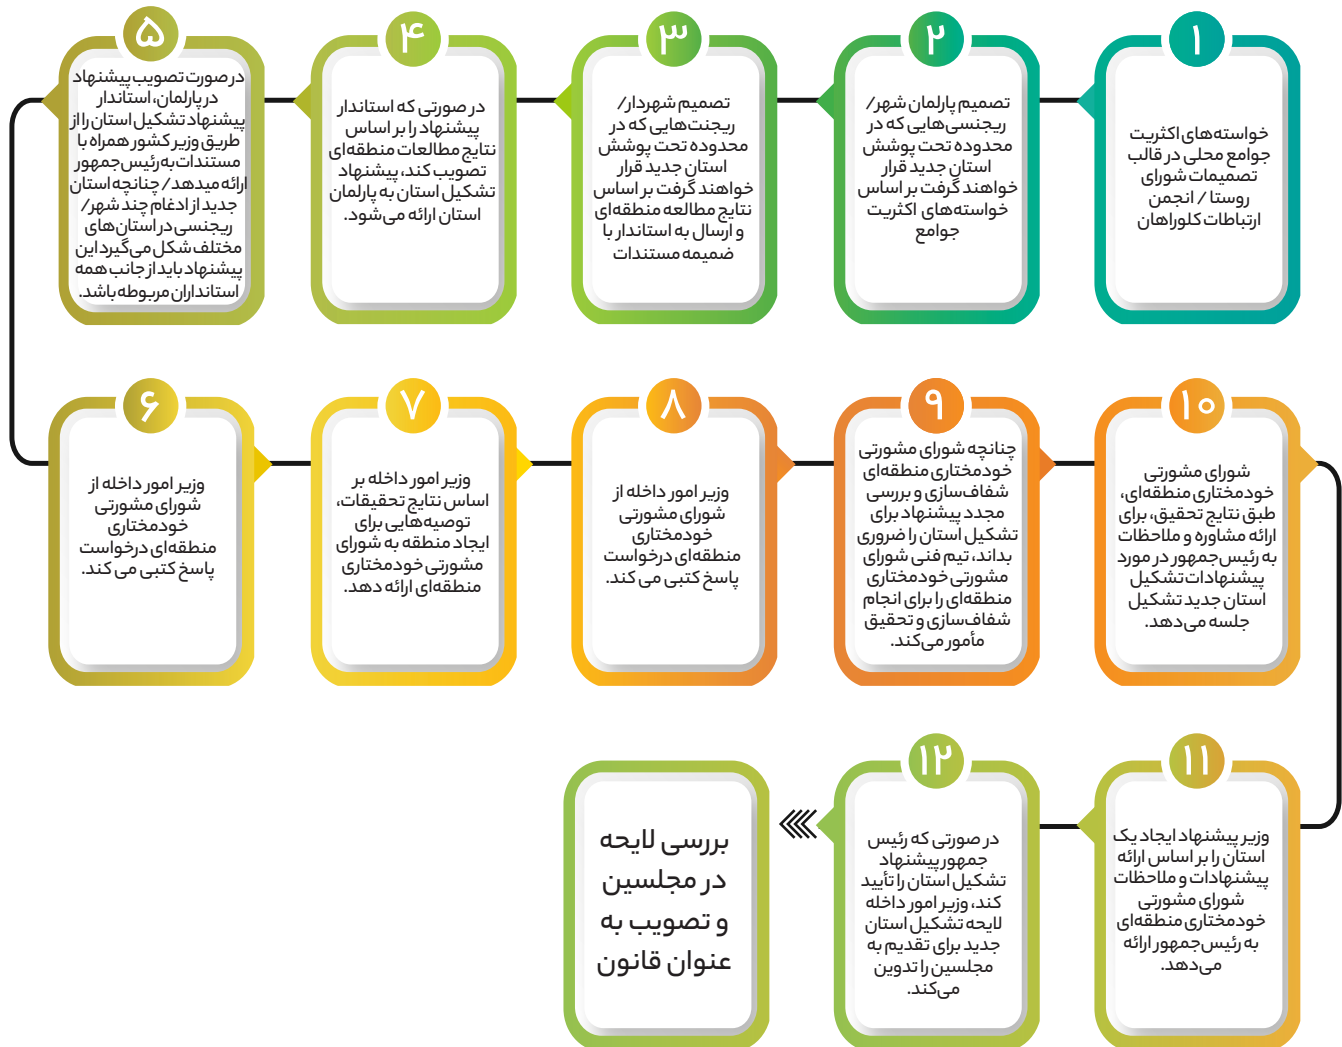 ۱
خواسته‌های اکثریت
جوامع محلی در قالب
تصمیمات شورای
روستا / انجمن
ارتباطات کلوراهان
۲
تصمیم پارلمان شهر/
ریجنسی‌هایی که در
محدوده تحت پوشش
استان جدید قرار
خواهند گرفت بر اساس
خواسته‌های اکثریت
جوامع
۳
تصمیم شهردار/
ریجنت‌هایی که در
محدوده تحت پوشش
استان جدید قرار
خواهند گرفت بر اساس
نتایج مطالعه منطقه‌ای
و ارسال به استاندار با
ضمیمه مستندات
۴
در صورتی که استاندار
پیشنهاد را بر اساس
نتایج مطالعات منطقه‌ای
تصویب کند، پیشنهاد
تشکیل استان به پارلمان
استان ارائه می‌شود.
۵
در صورت تصویب پیشنهاد
در پارلمان، استاندار
پیشنهاد تشکیل استان را از
طریق وزیر کشور همراه با
مستندات به رئیس‌جمهور
ارائه میدهد / چنانچه استان
جدید از ادغام چند شهر/
ریجنسی در استان‌های
مختلف شکل می‌گیرد این
پیشنهاد باید از جانب همه
استانداران مربوطه باشد.
۶
وزیر امور داخله از
شورای مشورتی
خودمختاری
منطقه‌ای درخواست
پاسخ کتبی می کند.
۷
وزیر امور داخله بر
اساس نتایج تحقیقات،
توصیه‌هایی برای
ایجاد منطقه به شورای
مشورتی خودمختاری
منطقه‌ای ارائه دهد.
۸
وزیر امور داخله از
شورای مشورتی
خودمختاری
منطقه‌ای درخواست
پاسخ کتبی می کند.
۹
چنانچه شورای مشورتی
خودمختاری منطقه‌ای
شفاف‌سازی و بررسی
مجدد پیشنهاد برای
تشکیل استان را ضروری
بداند، تیم فنی شورای
مشورتی خودمختاری
منطقه‌ای را برای انجام
شفاف‌سازی و تحقیق
مأمور می‌کند.
۱۰
شورای مشورتی
خودمختاری منطقه‌ای،
طبق نتایج تحقیق، برای
ارائه مشاوره و ملاحظات
به رئیس‌جمهور در مورد
پیشنهادات تشکیل
استان جدید تشکیل
جلسه می‌دهد.
۱۱
وزیر پیشنهاد ایجاد یک
استان را بر اساس ارائه
پیشنهادات و ملاحظات
شورای مشورتی
خودمختاری منطقه‌ای
به رئیس‌جمهور ارائه
می‌دهد.
۱۲
در صورتی که رئیس
جمهور پیشنهاد
تشکیل استان را تأیید
کند، وزیر امور داخله
لایحه تشکیل استان
جدید برای تقدیم به
مجلسین را تدوین
می‌کند.
بررسی لایحه
در مجلسین
و تصویب به
عنوان قانون